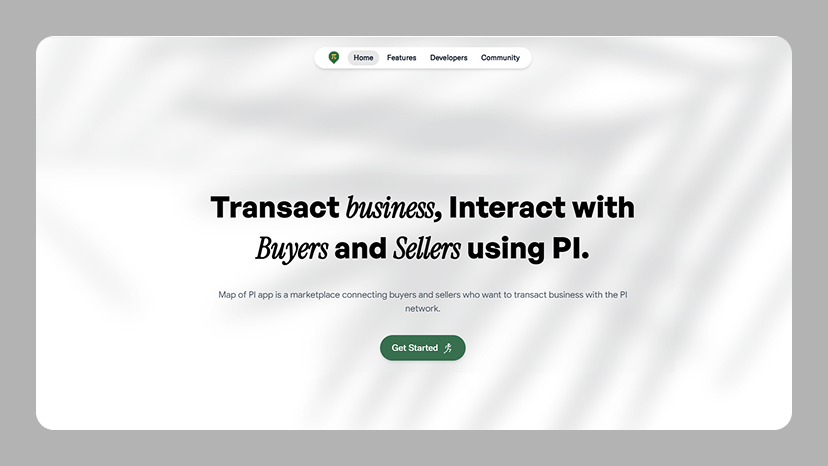 Home Features Developers Community
Transact business, Interact with
Buyers and Sellers using PI.
Map of PI app is a marketplace connecting buyers and sellers who want to transact business with the PI
network.
Get Started